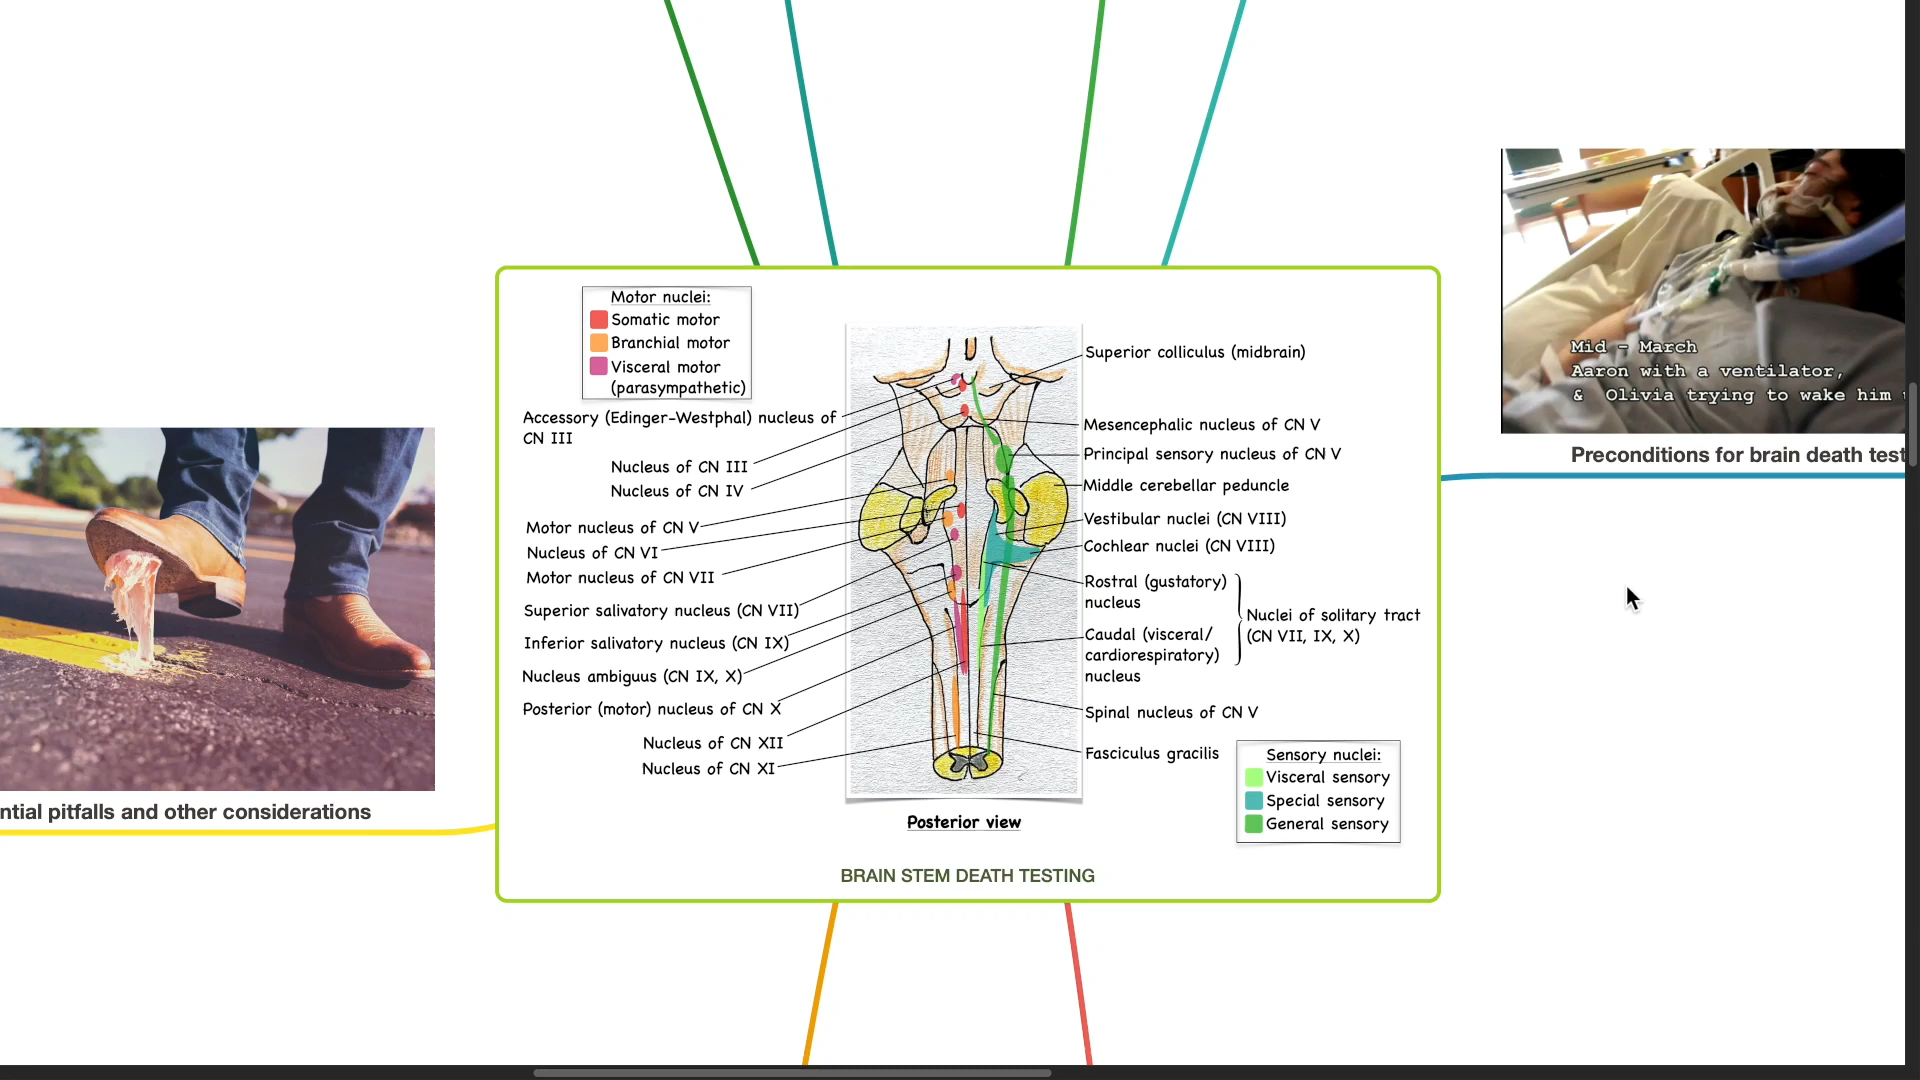 Motor nuclei:
Somatic motor
Branchial motor
Visceral motor
(parasympathetic)
Accessory (Edinger-Westphal) nucleus of
CN III
Nucleus of CN III
Nucleus of CN IV
Motor nucleus of CN V
Nucleus of CN VI
Motor nucleus of CN VII
Superior salivatory nucleus (CN VII)
Inferior salivatory nucleus (CN IX)
Nucleus ambiguus (CN IX, X)
Posterior (motor) nucleus of CN X
Nucleus of CN XII
Nucleus of CN XI
Superior colliculus (midbrain)
Mesencephalic nucleus of CN V
Principal sensory nucleus of CN V
Middle cerebellar peduncle
Vestibular nuclei (CN VIII)
Cochlear nuclei (CN VIII)
Rostral (gustatory)
nucleus
Caudal (visceral/
cardiorespiratory)
nucleus
Nuclei of solitary tract
(CN VII, IX, X)
Spinal nucleus of CN V
Fasciculus gracilis
Sensory nuclei:
Visceral sensory
Special sensory
General sensory
Posterior view
BRAIN STEM DEATH TESTING
ntial pitfalls and other considerations
Mid - March
Aaron with a ventilator,
& Olivia trying to wake him
Preconditions for brain death test